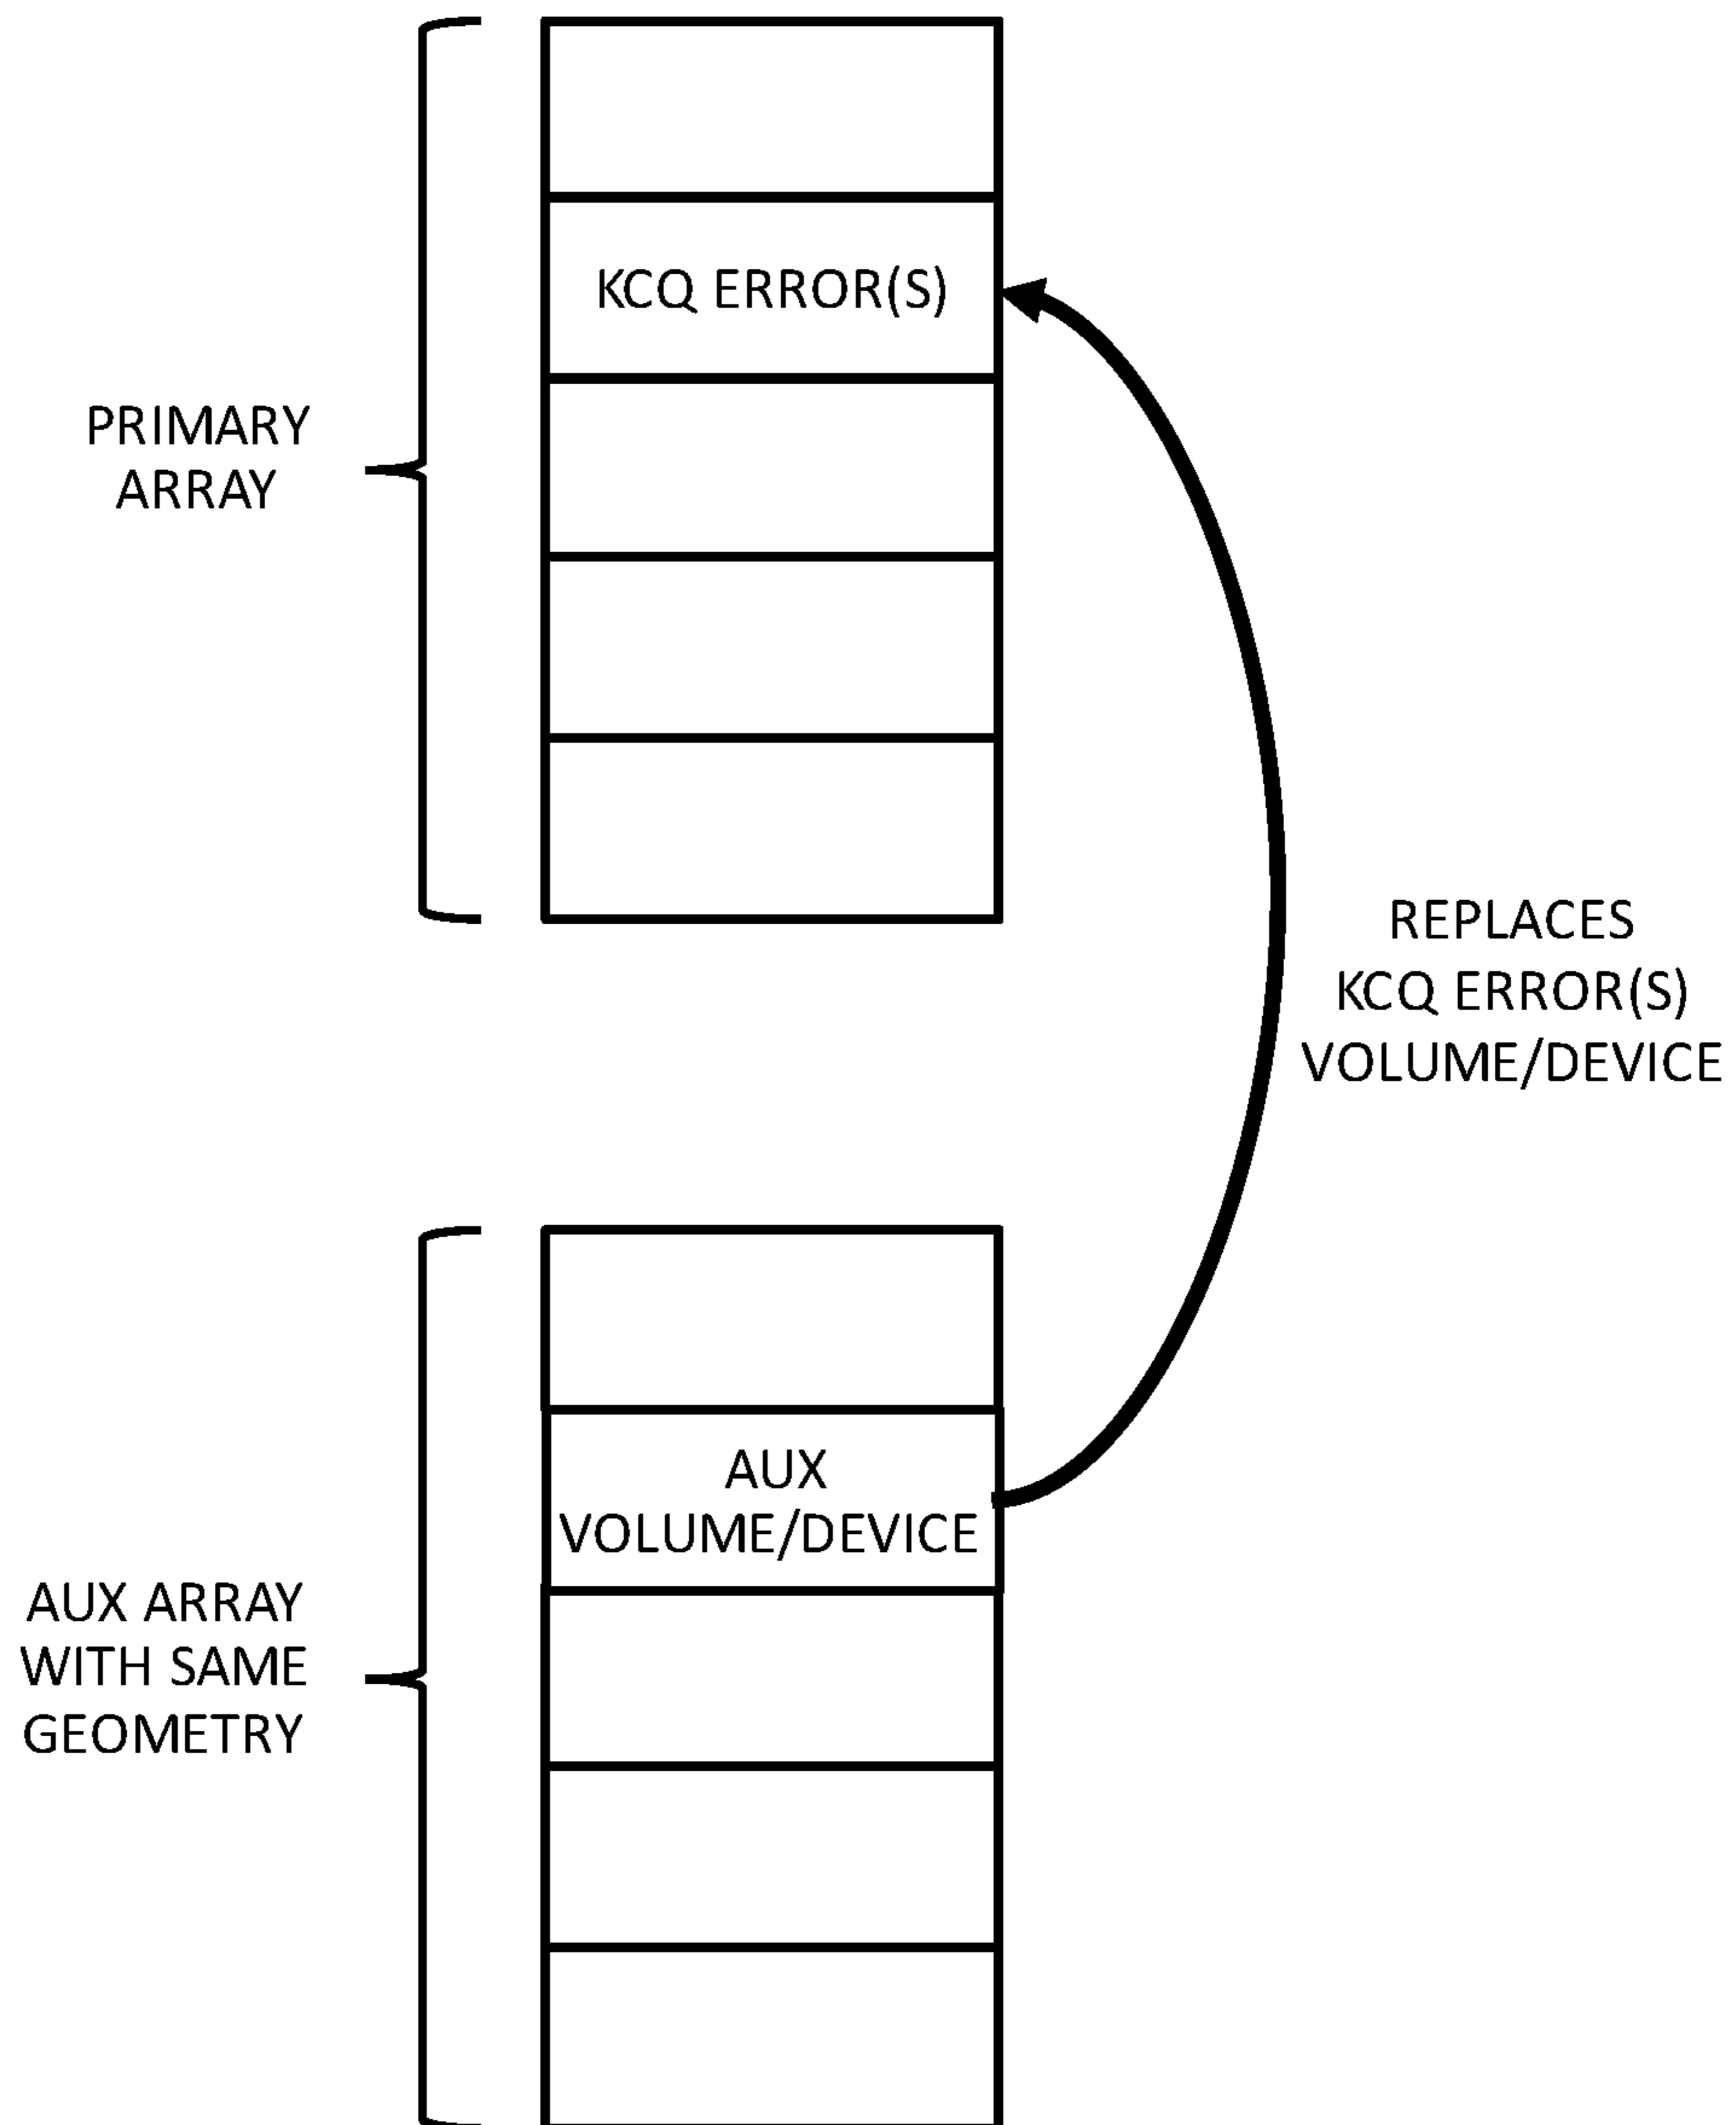 KCQ ERROR(S)
PRIMARY
ARRAY
REPLACES
KCQ ERROR(S)
VOLUME/DEVICE
AUX
VOLUME/DEVICE
AUX ARRAY
WITH SAME
GEOMETRY